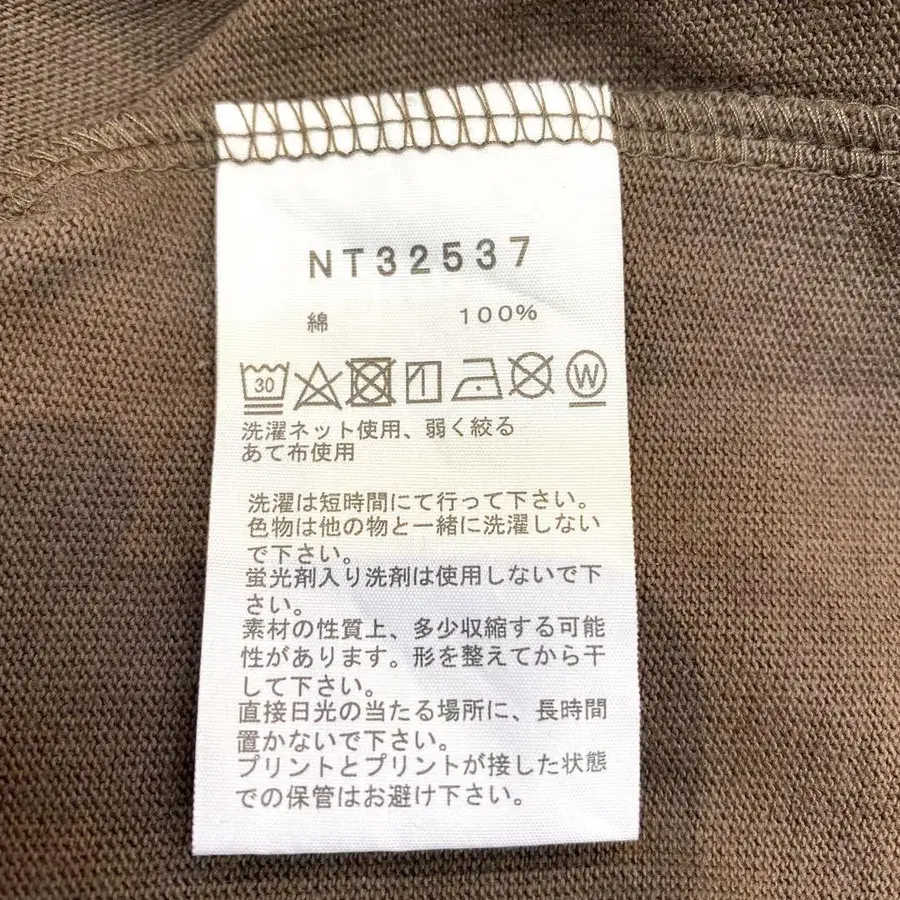 NT32537
綿 100%
30 W
洗濯ネット使用、弱く絞る
あて布使用
洗濯は短時間にて行って下さい。
色物は他の物と一緒に洗濯しない
で下さい。
蛍光剤入り洗剤は使用しないで下
さい。
素材の性質上、多少収縮する可能
性があります。形を整えてから干
して下さい。
直接日光の当たる場所に、長時間
置かないで下さい。
プリントとプリントが接した状態
での保管はお避け下さい。